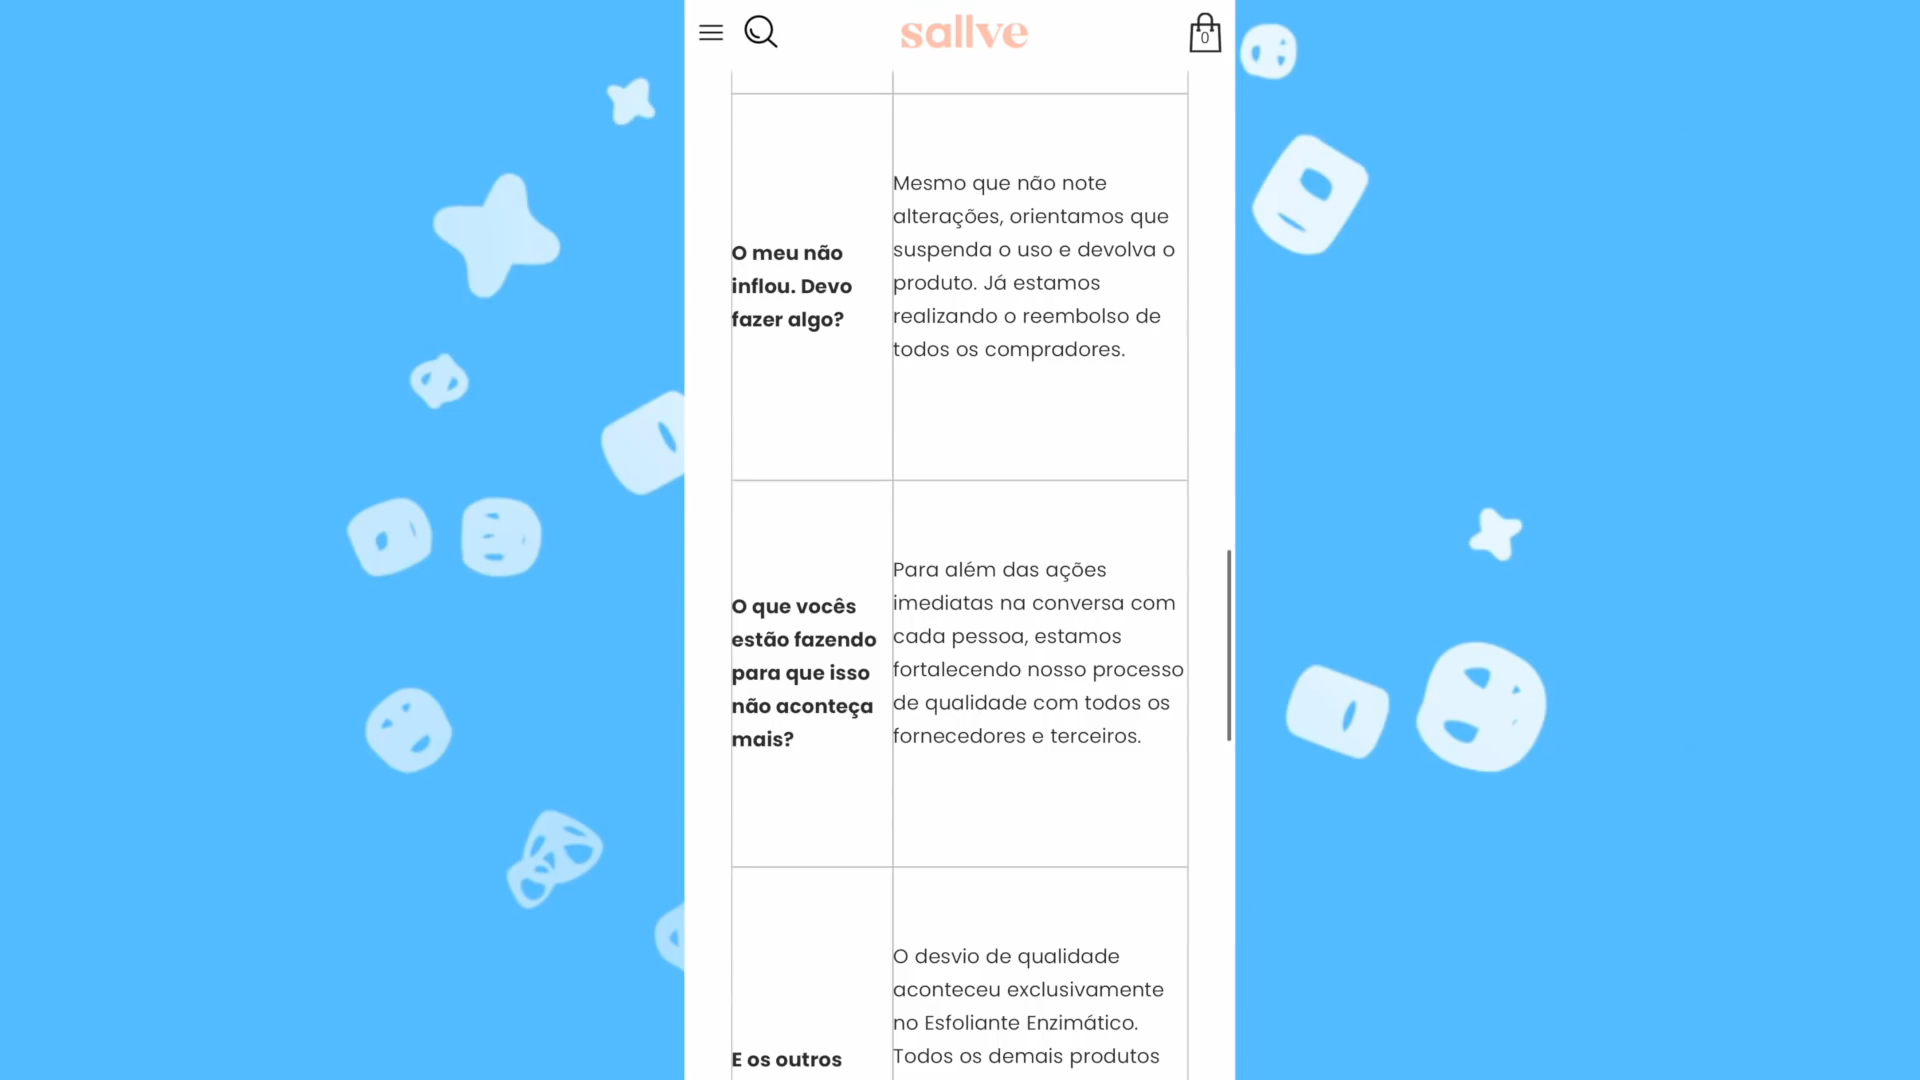 sallve
0
O meu não
inflou. Devo
fazer algo?
Mesmo que não note
alterações, orientamos que
suspenda o uso e devolva o
produto. Já estamos
realizando o reembolso de
todos os compradores.
O que vocês
estão fazendo
para que isso
não aconteça
mais?
Para além das ações
imediatas na conversa com
cada pessoa, estamos
fortalecendo nosso processo
de qualidade com todos os
fornecedores e terceiros.
E os outros
O desvio de qualidade
aconteceu exclusivamente
no Esfoliante Enzimático.
Todos os demais produtos